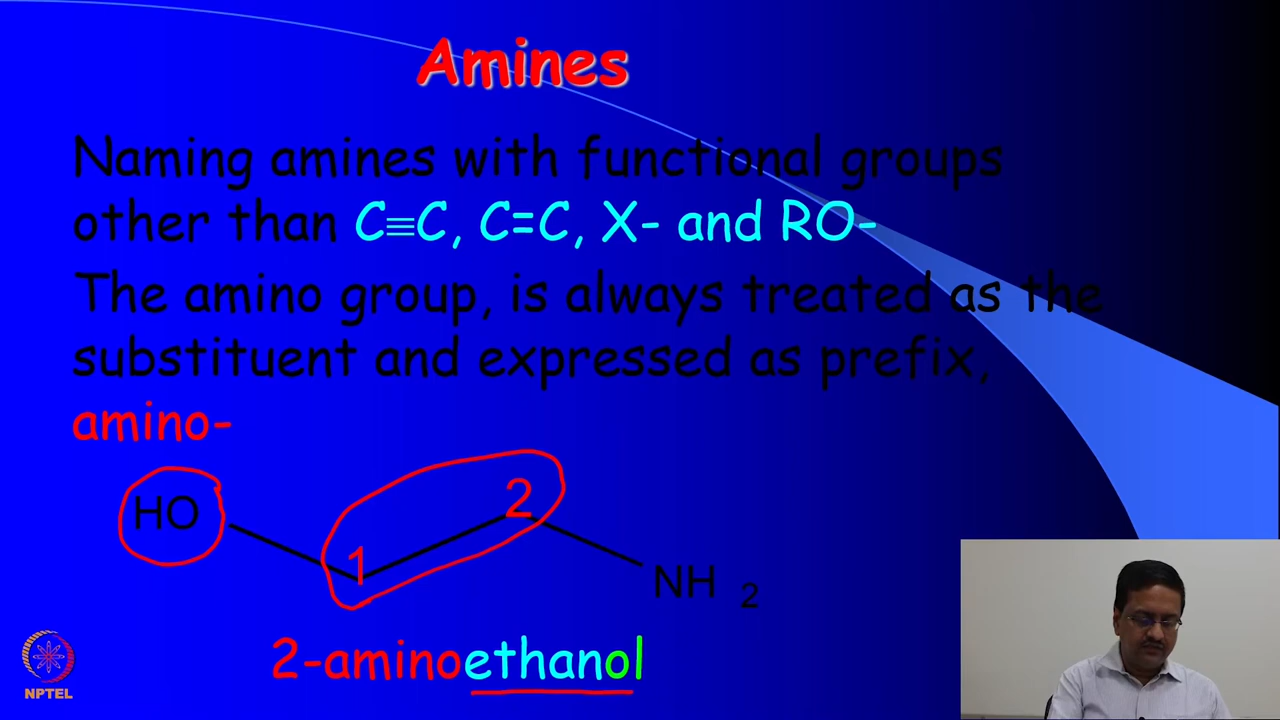 Amines
Naming amines with functional groups
other than C≡C, C=C, X- and RO-
The amino group, is always treated as the
substituent and expressed as prefix,
amino-
HO
1
2
NH 2
2-aminoethanol
NPTEL